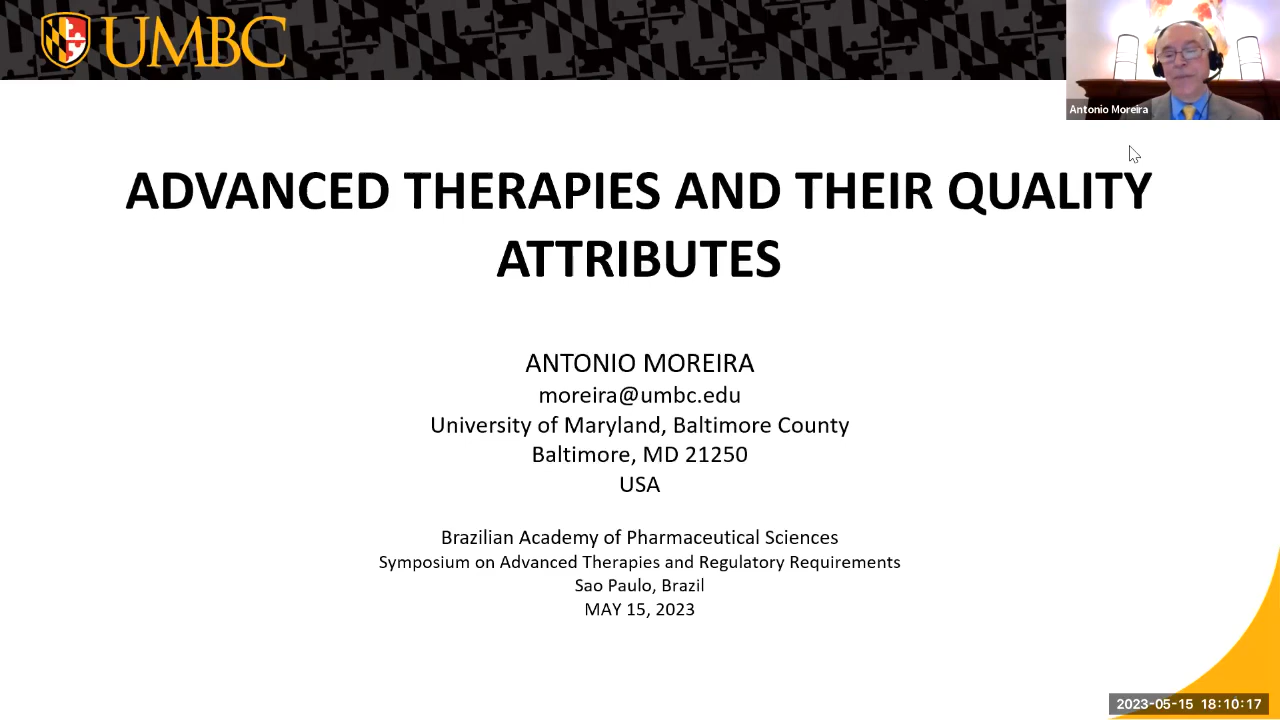 UMBC
Antonio Moreira
ADVANCED THERAPIES AND THEIR QUALITY
ATTRIBUTES
ANTONIO MOREIRA
moreira@umbc.edu
University of Maryland, Baltimore County
Baltimore, MD 21250
USA
Brazilian Academy of Pharmaceutical Sciences
Symposium on Advanced Therapies and Regulatory Requirements
Sao Paulo, Brazil
MAY 15, 2023
2023-05-15 18:10:17